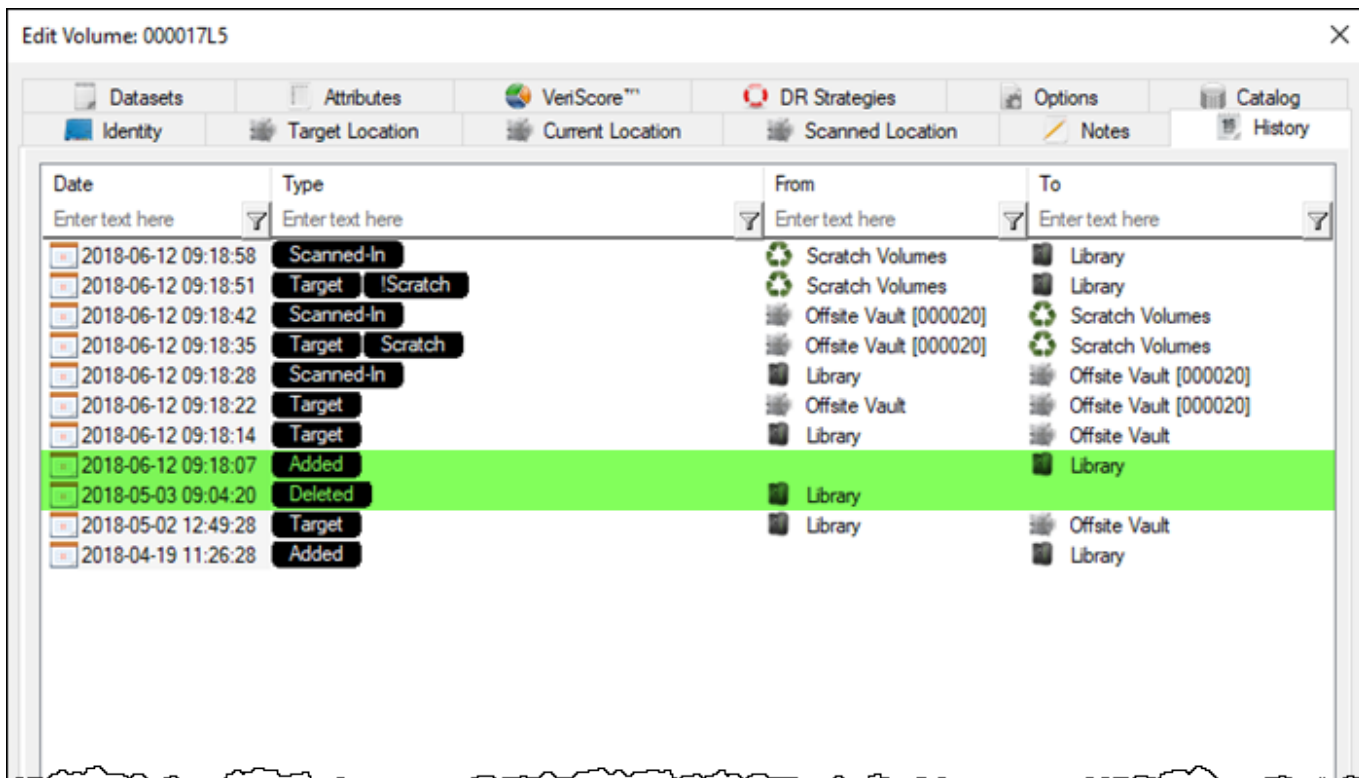 Edit Volume: 000017L5
Datasets Attributes VeriScore™ DR Strategies Options Catalog
Identity Target Location Current Location Scanned Location Notes History
Date Type From To
Enter text here Enter text here Enter text here Enter text here
2018-06-12 09:18:58 Scanned-In Scratch Volumes Library
2018-06-12 09:18:51 Target !Scratch Scratch Volumes Library
2018-06-12 09:18:42 Scanned-In Offsite Vault [000020] Scratch Volumes
2018-06-12 09:18:35 Target Scratch Offsite Vault [000020] Scratch Volumes
2018-06-12 09:18:28 Scanned-In Library Offsite Vault [000020]
2018-06-12 09:18:22 Target Offsite Vault Offsite Vault [000020]
2018-06-12 09:18:14 Target Library Offsite Vault
2018-06-12 09:18:07 Added Library
2018-05-03 09:04:20 Deleted Library
2018-05-02 12:49:28 Target Library Offsite Vault
2018-04-19 11:26:28 Added Library